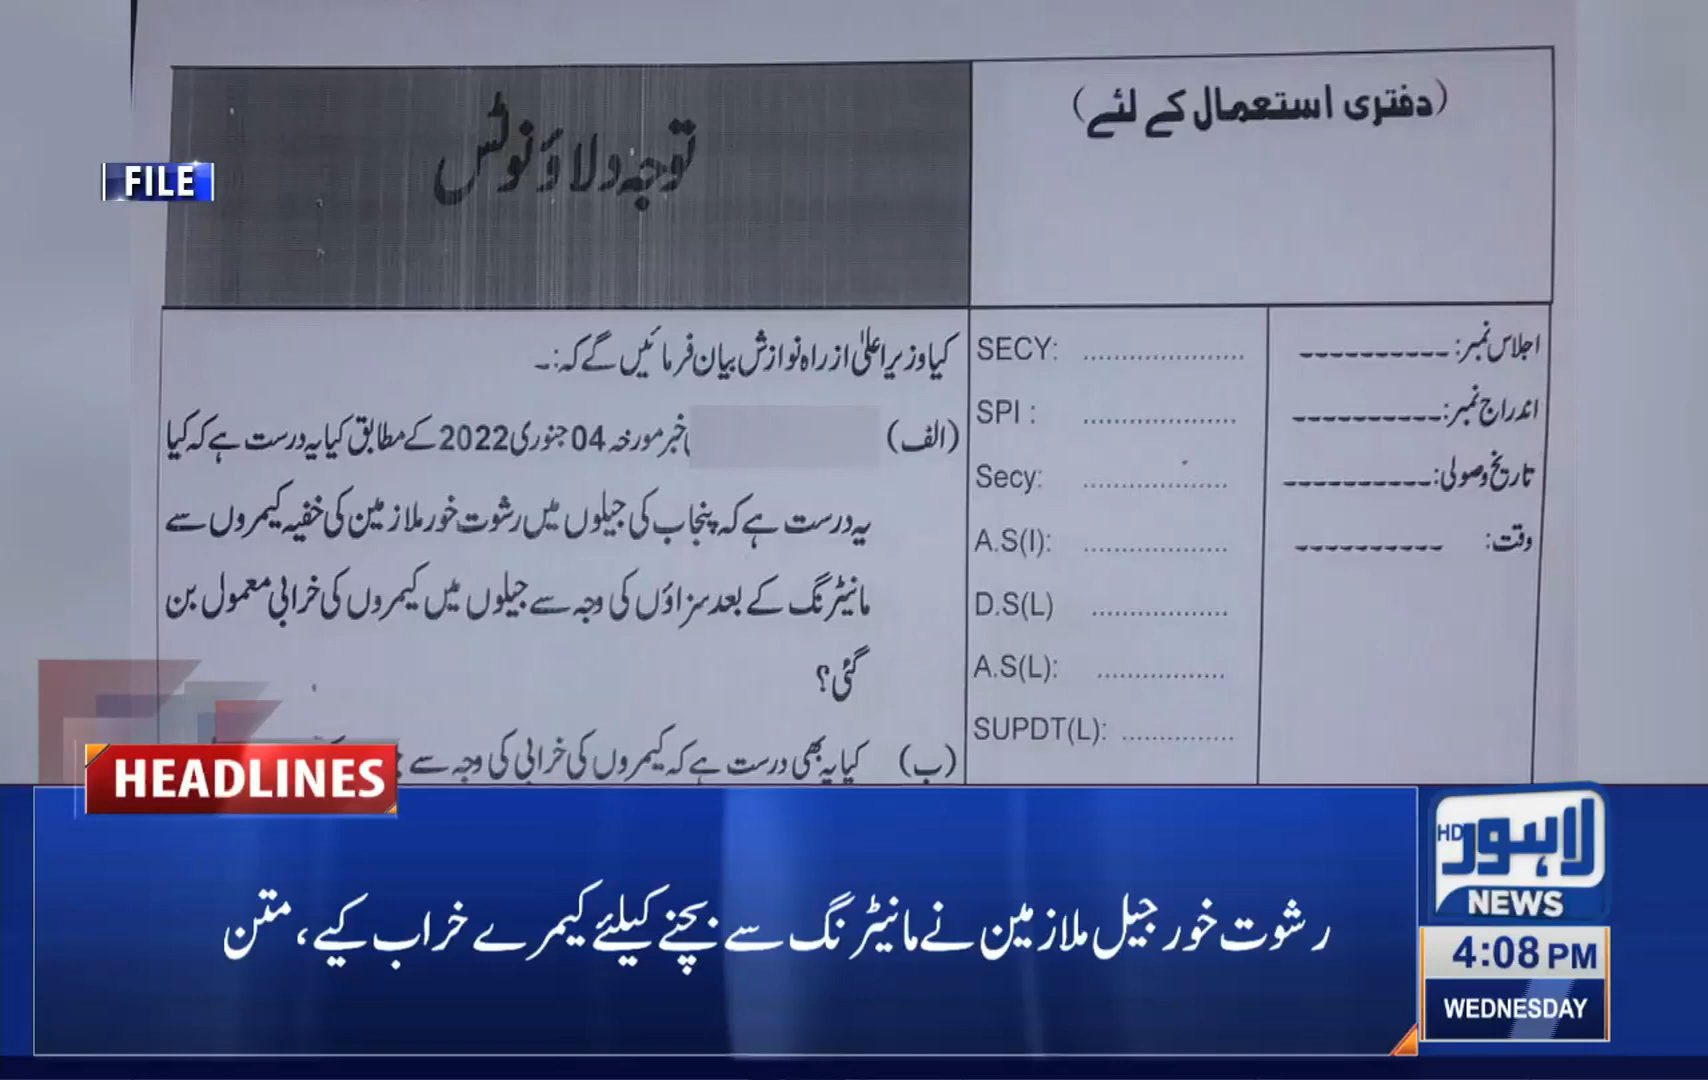 (دفتری استعمال کے لئے)
توجہ دلاؤ نوٹس
FILE
کیا وزیر اعلیٰ از راہ نوازش بیان فرمائیں گے کہ:۔
(الف) خبر مورخہ 04 جنوری 2022 کے مطابق کیا یہ درست ہے کہ کیا
یہ درست ہے کہ پنجاب کی جیلوں میں رشوت خور ملازمین کی خفیہ کیمروں سے
مانیٹرنگ کے بعد سزاؤں کی وجہ سے جیلوں میں کیمروں کی خرابی معمول بن
گئی؟
(ب) کیا یہ بھی درست ہے کہ کیمروں کی خرابی کی وجہ سے
SECY: .....................
SPI : ....................
Secy: ...................
A.S(I): ...................
D.S(L) ..................
A.S(L): .................
SUPDT(L): ...............
اجلاس نمبر: ----------
اندراج نمبر: ----------
تاریخ وصولی: ----------
وقت: ----------
HEADLINES
رشوت خور جیل ملازمین نے مانیٹرنگ سے بچنے کیلئے کیمرے خراب کیے، متن
لاہور HD
NEWS
4:08 PM
WEDNESDAY